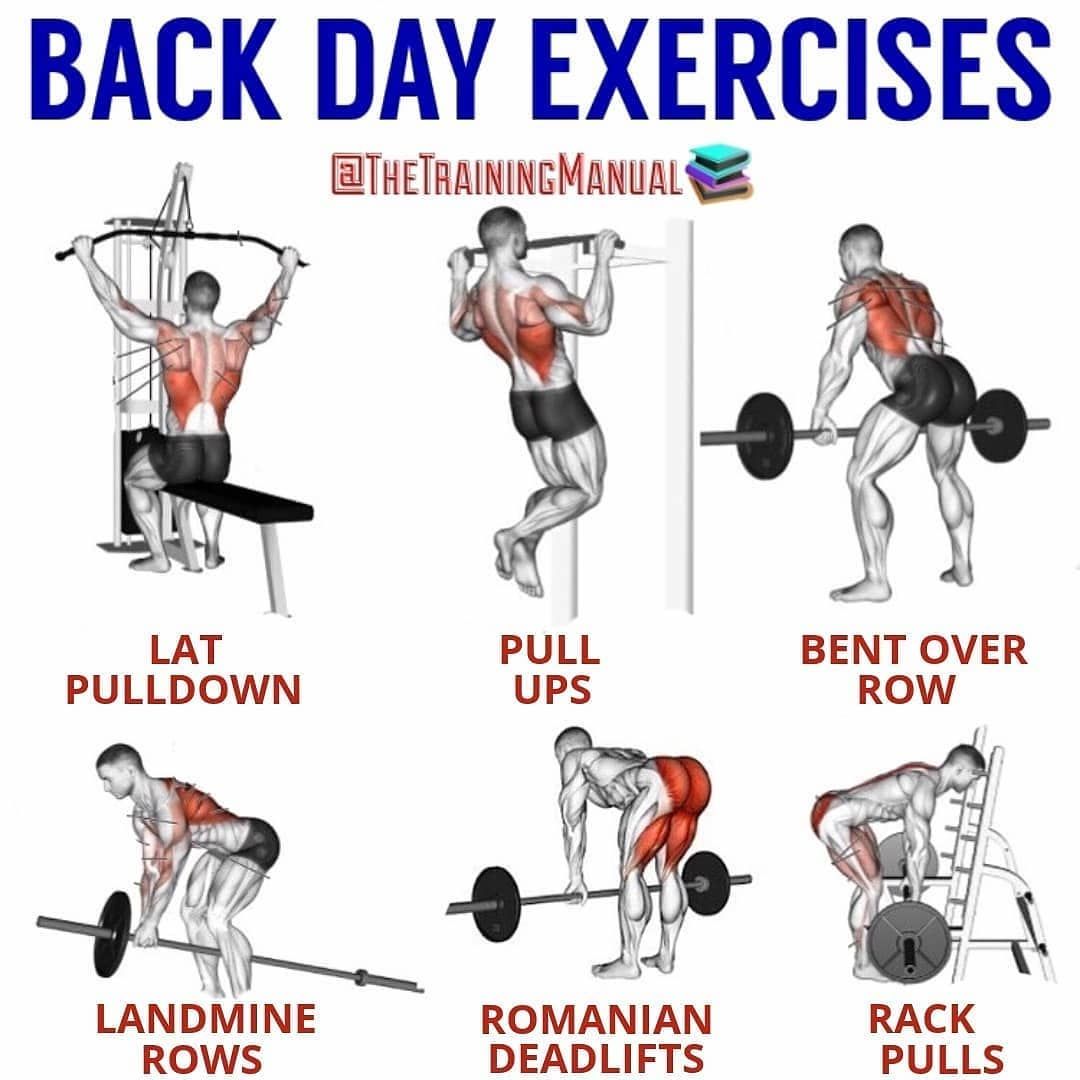 BACK DAY EXERCISES
@TheTrainingManual
LAT
PULLDOWN
PULL
UPS
BENT OVER
ROW
LANDMINE
ROWS
ROMANIAN
DEADLIFTS
RACK
PULLS